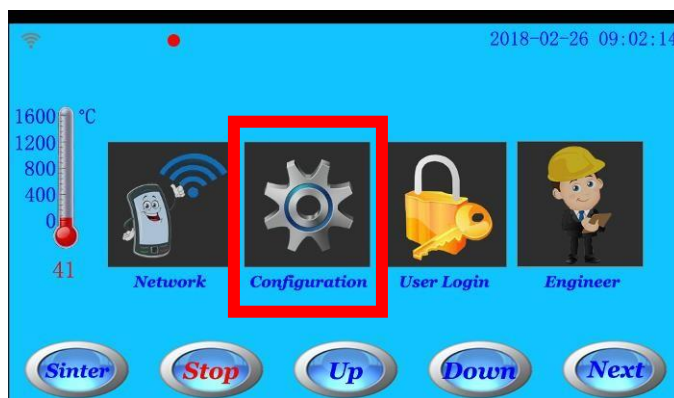 2018-02-26 09:02:14
1600 °C
1200
800
400
0
41
Network Configuration User Login Engineer
Sinter Stop Up Down Next